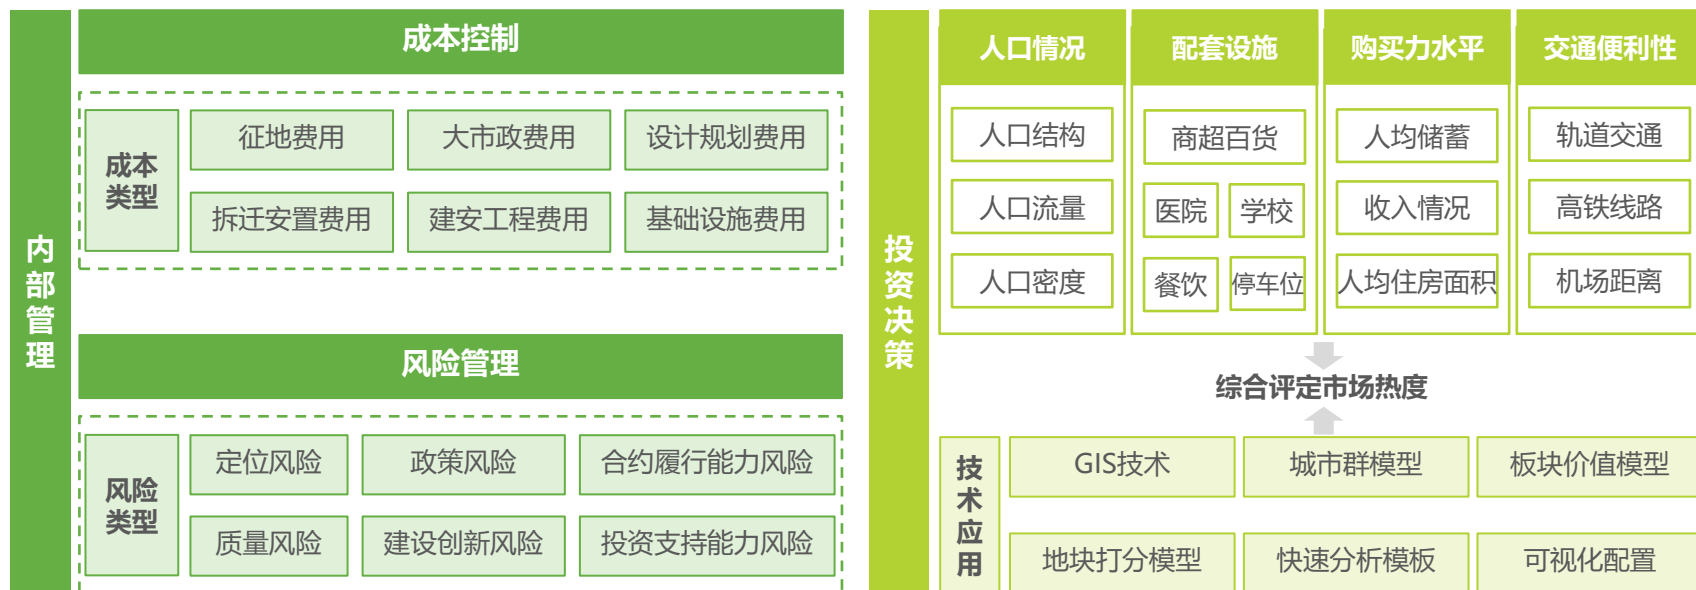 内部管理
成本控制
成本类型
征地费用
大市政费用
设计规划费用
拆迁安置费用
建安工程费用
基础设施费用
风险管理
风险类型
定位风险
政策风险
合约履行能力风险
质量风险
建设创新风险
投资支持能力风险
投资决策
人口情况
配套设施
购买力水平
交通便利性
人口结构
商超百货
人均储蓄
轨道交通
人口流量
医院
学校
收入情况
高铁线路
人口密度
餐饮
停车位
人均住房面积
机场距离
综合评定市场热度
技术应用
GIS技术
城市群模型
板块价值模型
地块打分模型
快速分析模板
可视化配置